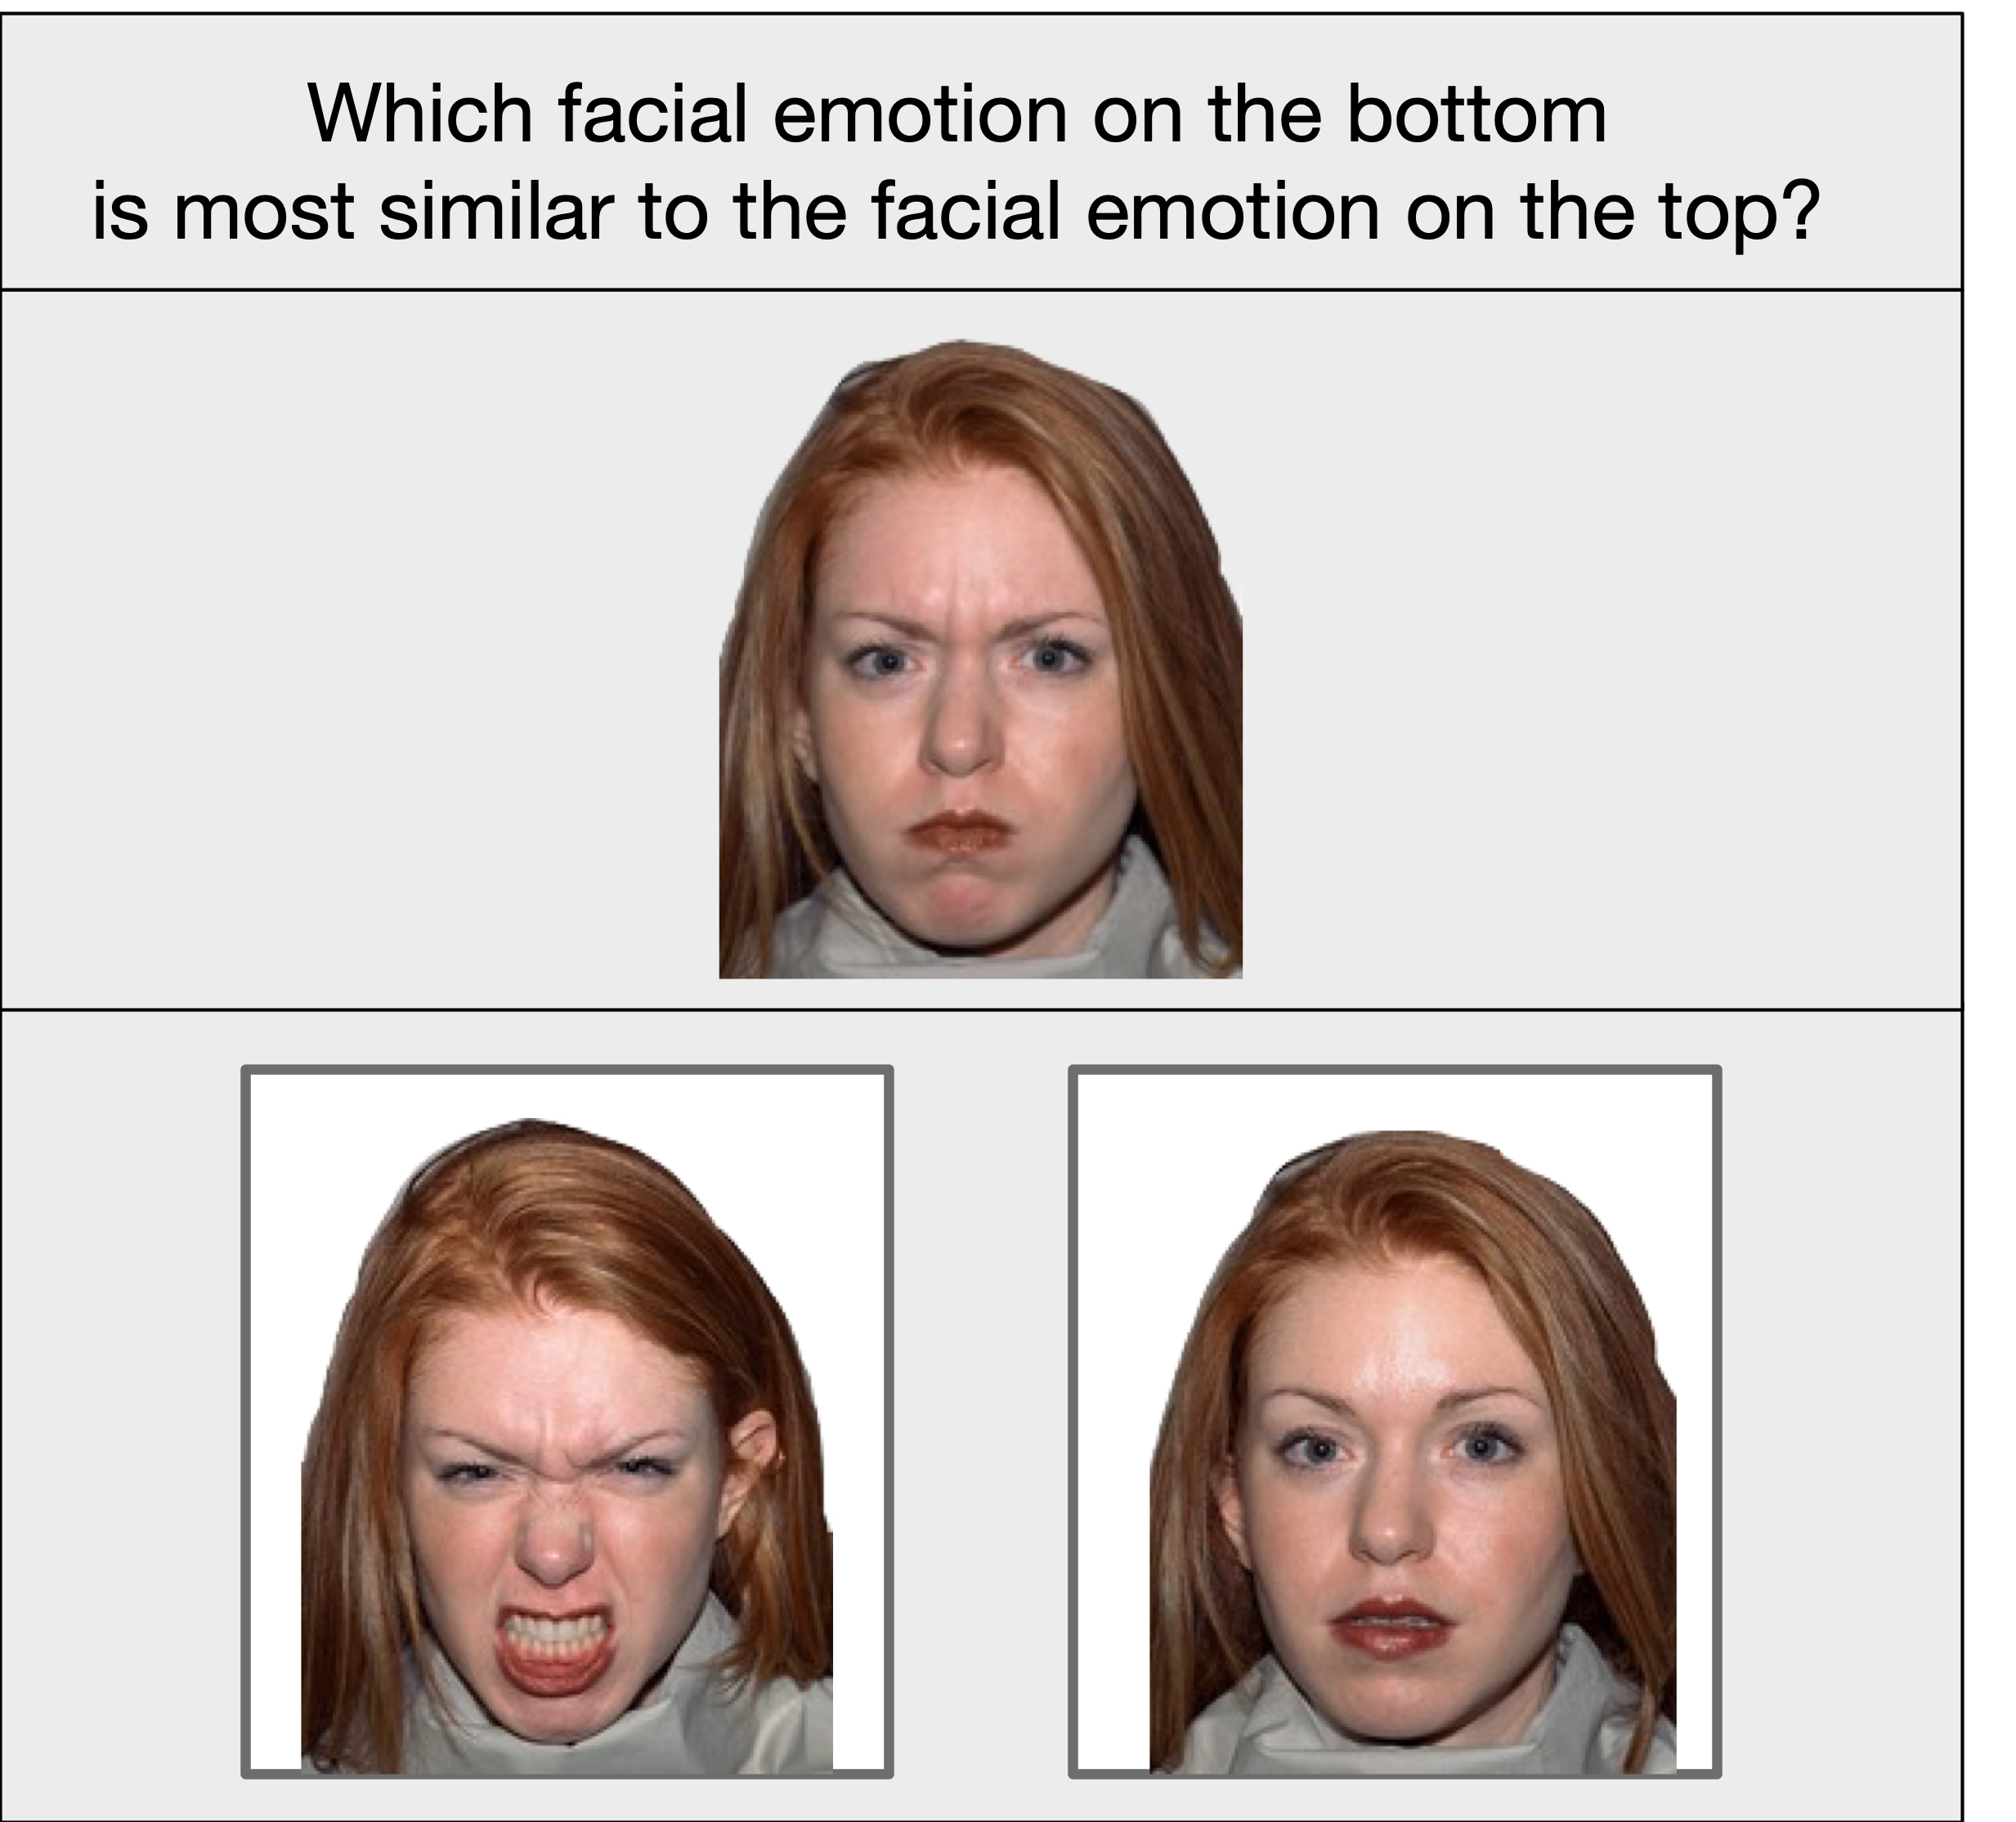 Which facial emotion on the bottom
is most similar to the facial emotion on the top?